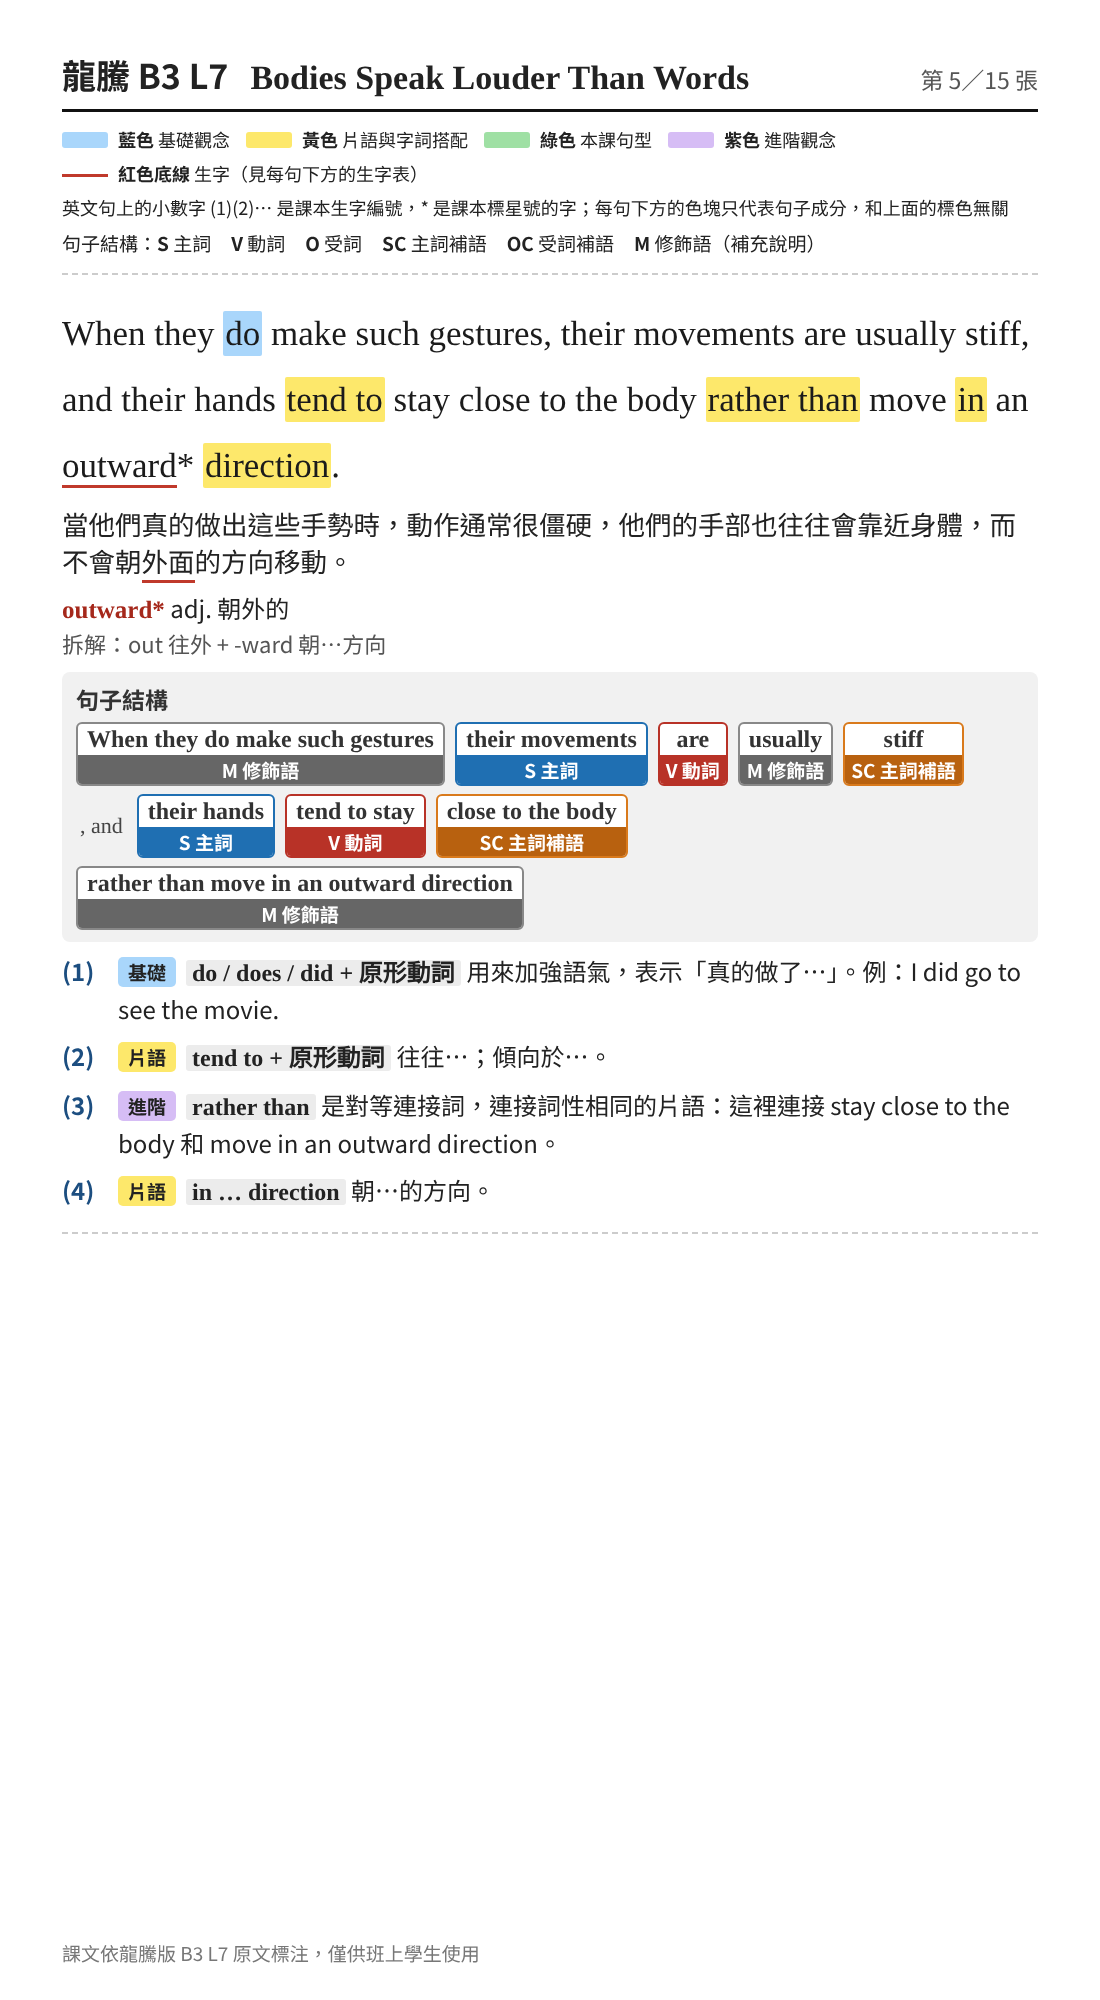 龍騰 B3 L7 Bodies Speak Louder Than Words 第 5／15 張
藍色 基礎觀念 黃色 片語與字詞搭配 綠色 本課句型 紫色 進階觀念
紅色底線 生字（見每句下方的生字表）
英文句上的小數字 (1)(2)⋯ 是課本生字編號，* 是課本標星號的字；每句下方的色塊只代表句子成分，和上面的標色無關
句子結構：S 主詞 V 動詞 O 受詞 SC 主詞補語 OC 受詞補語 M 修飾語（補充說明）
When they do make such gestures, their movements are usually stiff,
and their hands tend to stay close to the body rather than move in an
outward* direction.
當他們真的做出這些手勢時，動作通常很僵硬，他們的手部也往往會靠近身體，而
不會朝外面的方向移動。
outward* adj. 朝外的
拆解：out 往外 + -ward 朝⋯方向
句子結構
When they do make such gestures their movements are usually stiff
M 修飾語 S 主詞 V 動詞 M 修飾語 SC 主詞補語
, and their hands tend to stay close to the body
S 主詞 V 動詞 SC 主詞補語
rather than move in an outward direction
M 修飾語
(1) 基礎 do / does / did + 原形動詞 用來加強語氣，表示「真的做了⋯」。例：I did go to
see the movie.
(2) 片語 tend to + 原形動詞 往往⋯；傾向於⋯。
(3) 進階 rather than 是對等連接詞，連接詞性相同的片語：這裡連接 stay close to the
body 和 move in an outward direction。
(4) 片語 in … direction 朝⋯的方向。
課文依龍騰版 B3 L7 原文標注，僅供班上學生使用